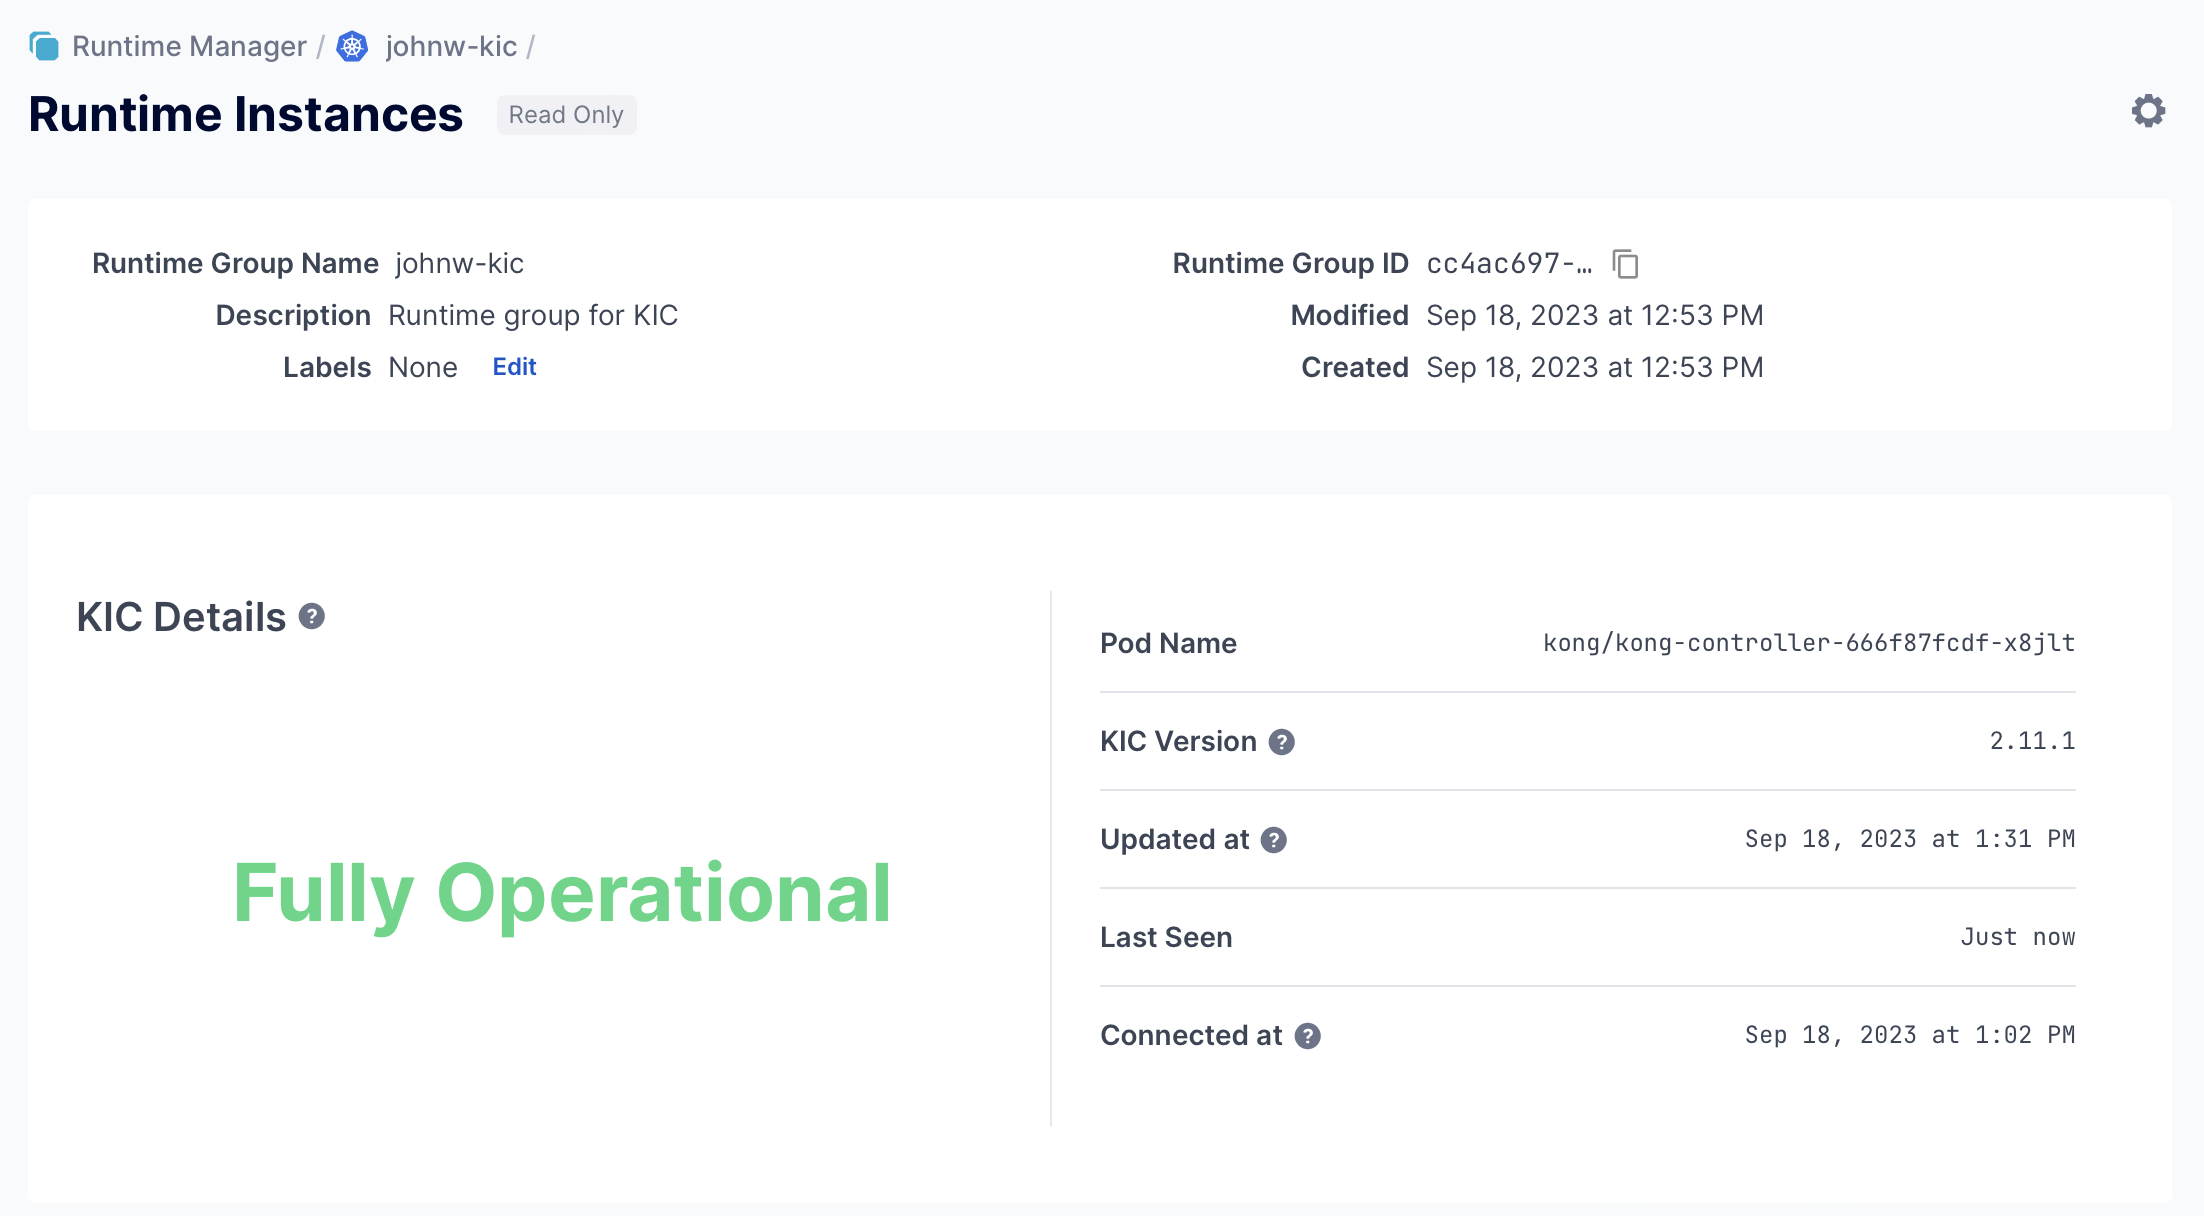 Runtime Manager / johnw-kic /
Runtime Instances Read Only
Runtime Group Name johnw-kic
Description Runtime group for KIC
Labels None Edit
Runtime Group ID cc4ac697-…
Modified Sep 18, 2023 at 12:53 PM
Created Sep 18, 2023 at 12:53 PM
KIC Details ?
Fully Operational
Pod Name kong/kong-controller-666f87fcdf-x8jlt
KIC Version ? 2.11.1
Updated at ? Sep 18, 2023 at 1:31 PM
Last Seen Just now
Connected at ? Sep 18, 2023 at 1:02 PM